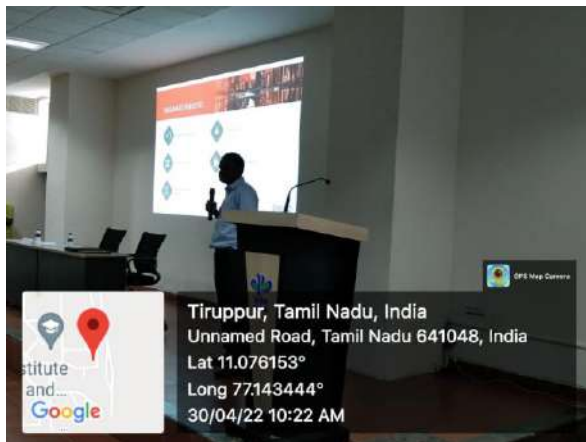 GPS Map Camera
Tiruppur, Tamil Nadu, India
Unnamed Road, Tamil Nadu 641048, India
Lat 11.076153°
Long 77.143444°
30/04/22 10:22 AM
stitute
and...
Google